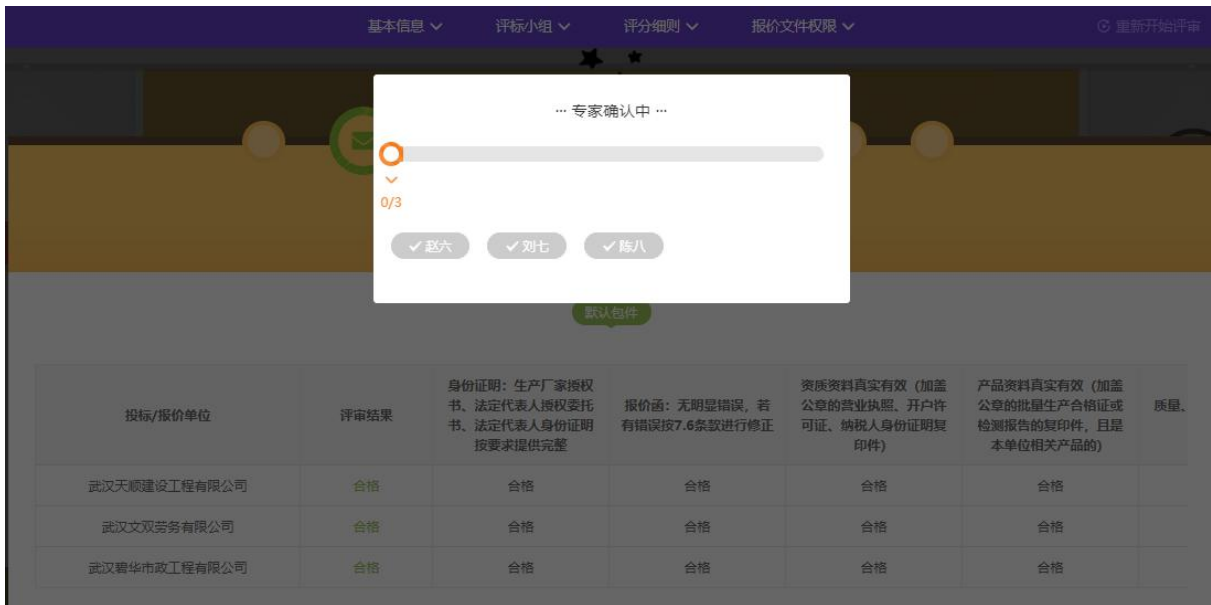 基本信息 评标小组 评分细则 报价文件权限 重新开始评审
... 专家确认中 ...
0/3
赵六 刘七 陈八
默认包件
投标/报价单位
评审结果
身份证明：生产厂家授权
书、法定代表人授权委托
书、法定代表人身份证明
按要求提供完整
报价函：无明显错误，若
有错误按7.6条款进行修正
资质资料真实有效（加盖
公章的营业执照、开户许
可证、纳税人身份证明复
印件）
产品资料真实有效（加盖
公章的批量生产合格证或
检测报告的复印件，且是
本单位相关产品的）
质量、
武汉天顺建设工程有限公司 合格 合格 合格 合格 合格
武汉文双劳务有限公司 合格 合格 合格 合格 合格
武汉碧华市政工程有限公司 合格 合格 合格 合格 合格